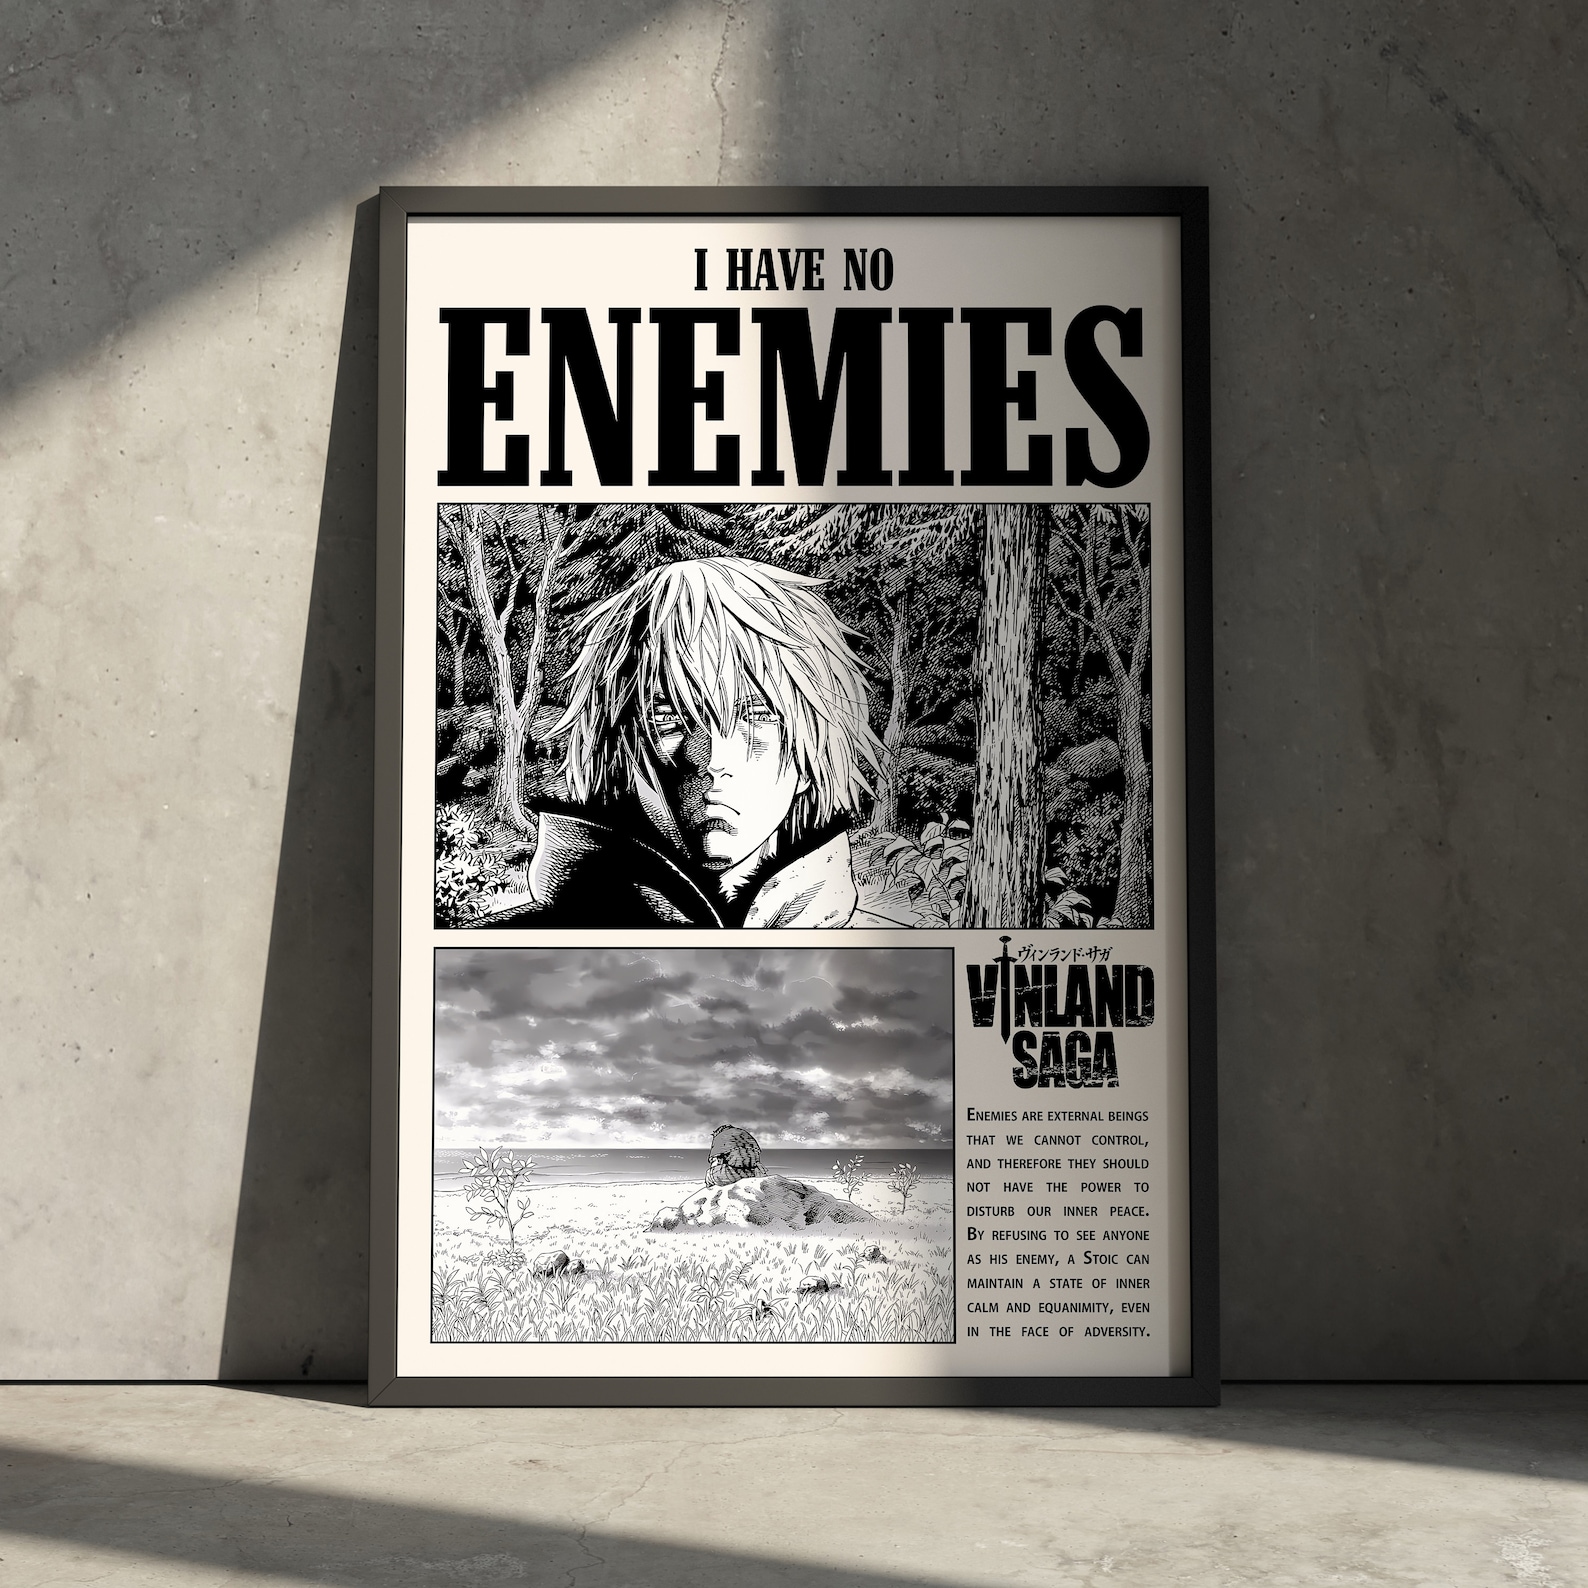 I HAVE NO
ENEMIES
ヴィンランド・サガ
VINLAND
SAGA
ENEMIES ARE EXTERNAL BEINGS
THAT WE CANNOT CONTROL,
AND THEREFORE THEY SHOULD
NOT HAVE THE POWER TO
DISTURB OUR INNER PEACE.
BY REFUSING TO SEE ANYONE
AS HIS ENEMY, A STOIC CAN
MAINTAIN A STATE OF INNER
CALM AND EQUANIMITY, EVEN
IN THE FACE OF ADVERSITY.